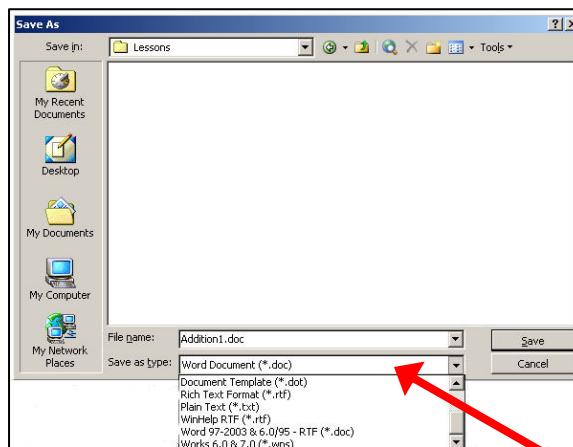 Save As
Save in:
Lessons
Tools
My Recent
Documents
Desktop
My Documents
My Computer
My Network
Places
File name:
Addition1.doc
Save
Save as type:
Word Document (*.doc)
Cancel
Document Template (*.dot)
Rich Text Format (*.rtf)
Plain Text (*.txt)
WinHelp RTF (*.rtf)
Word 97-2003 & 6.0/95 - RTF (*.doc)
Works 6.0 & 7.0 (*.wps)